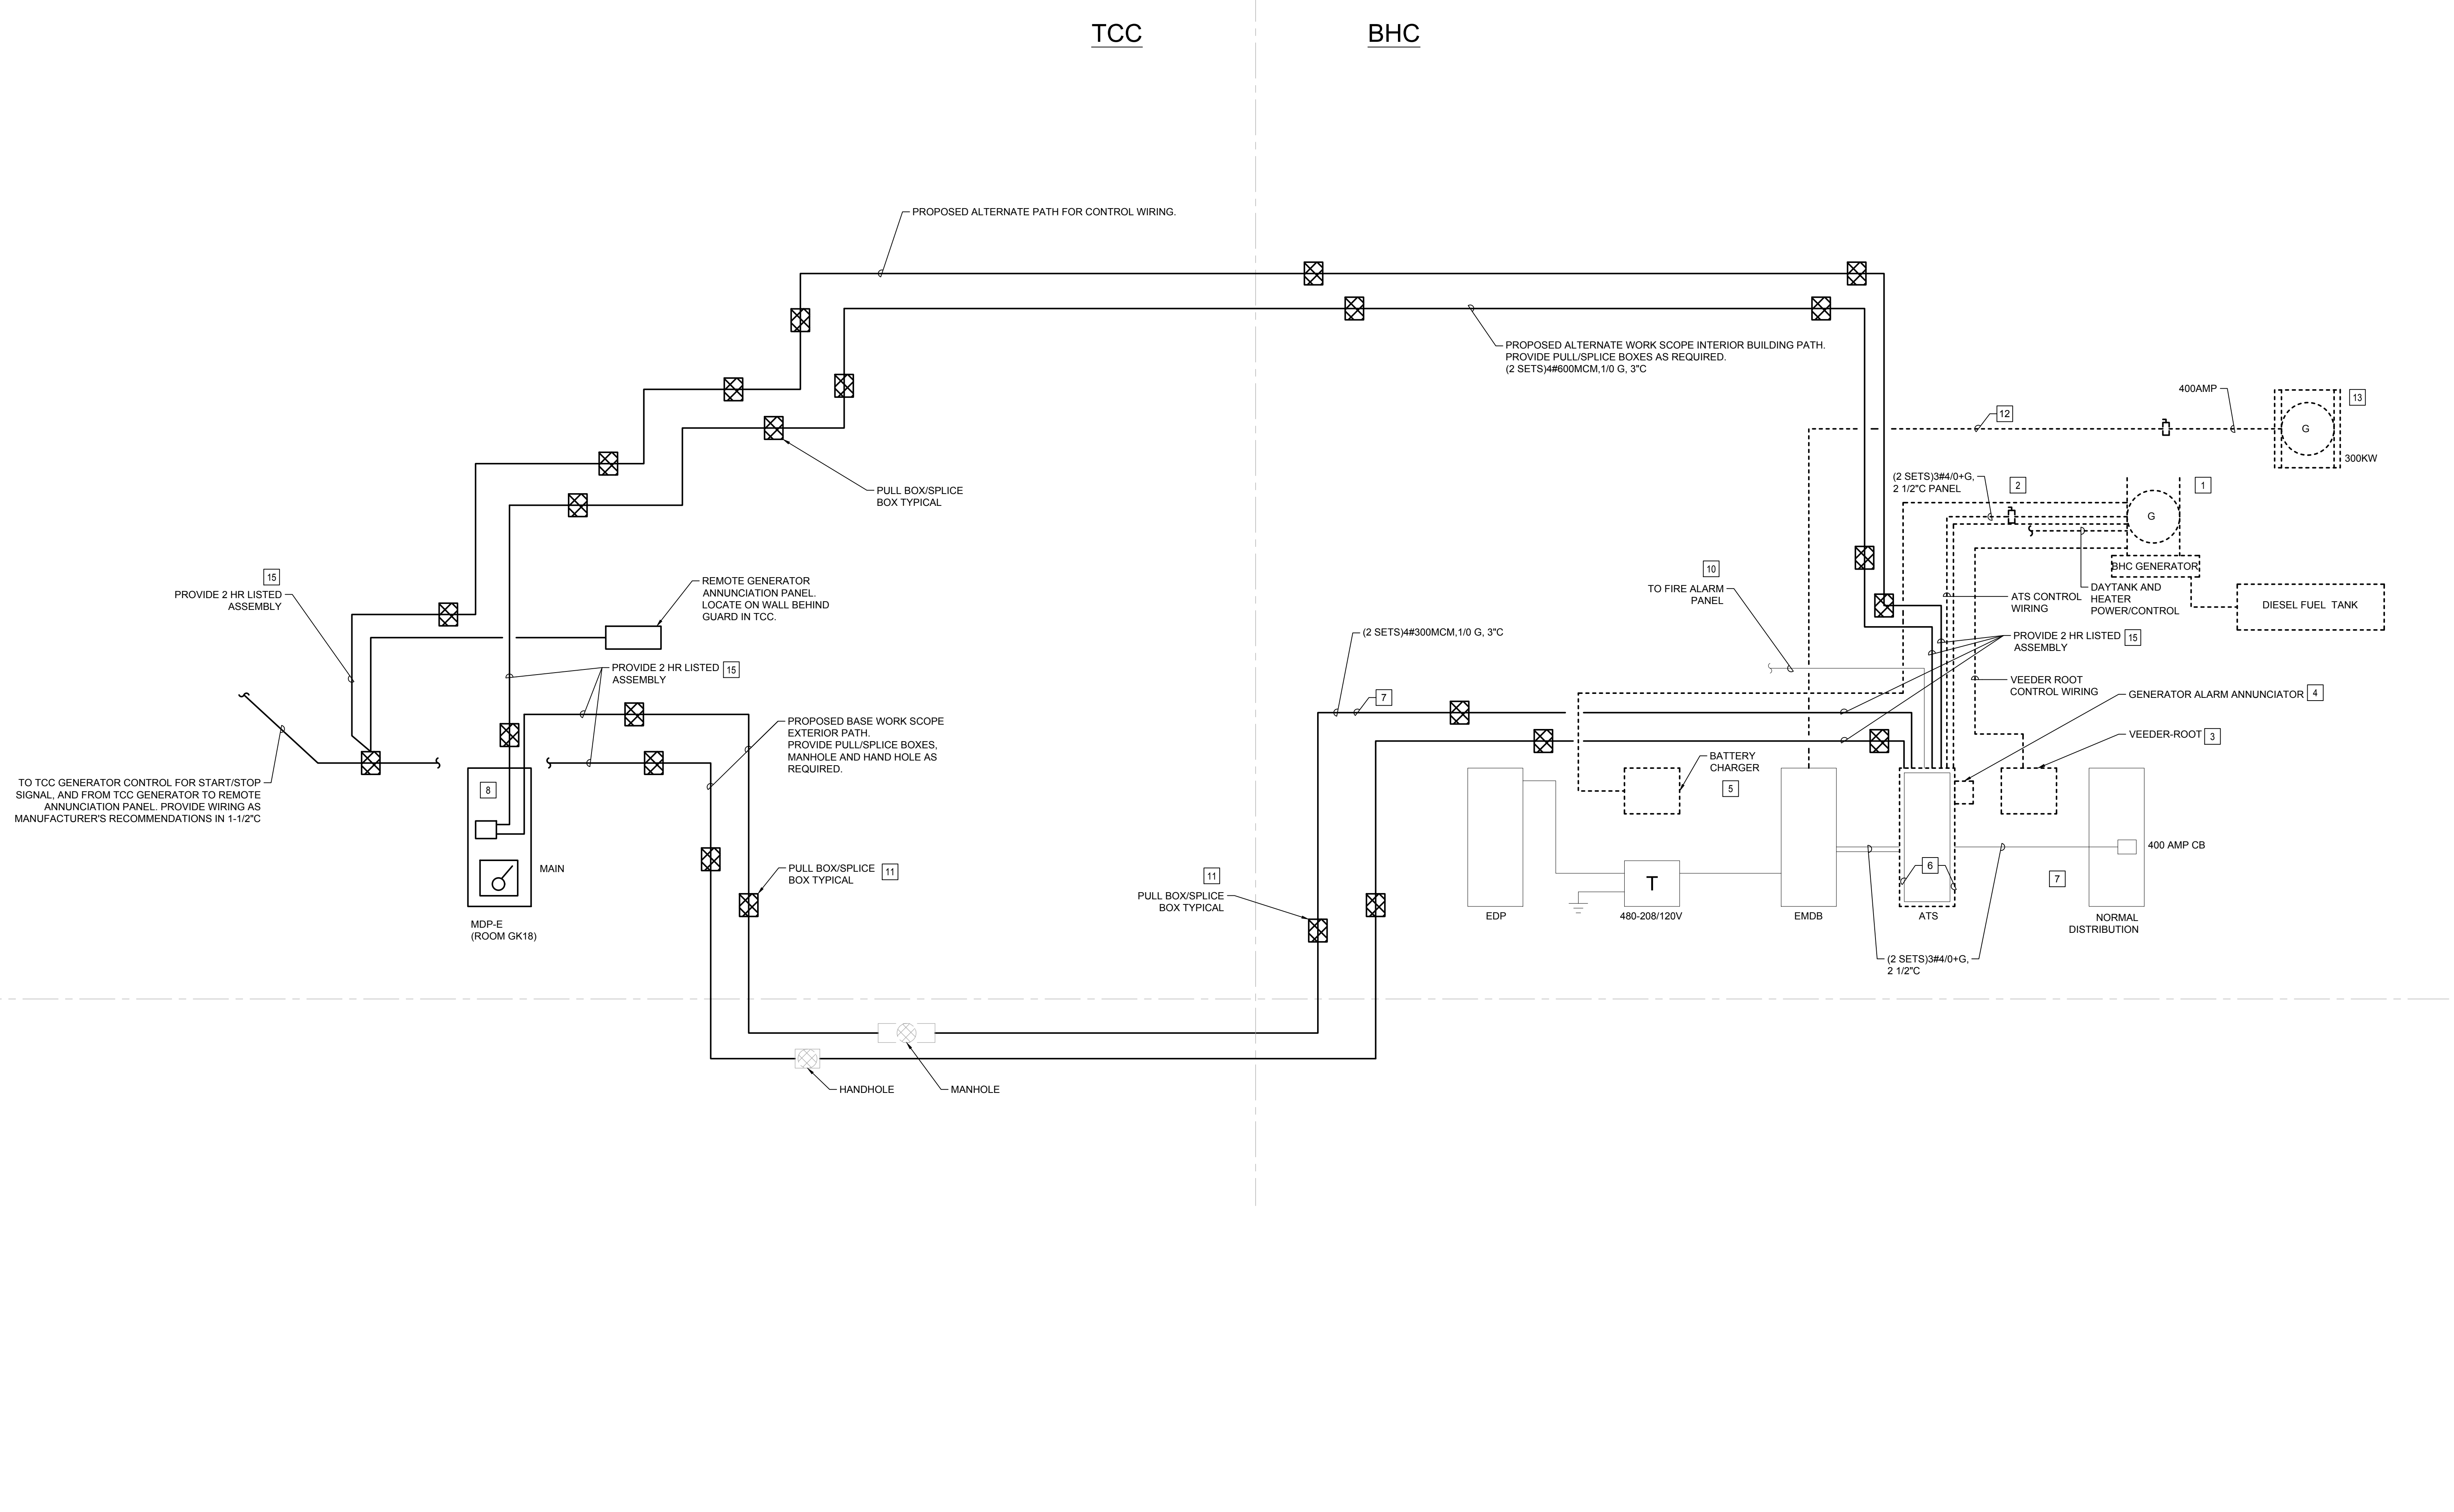 TCC
BHC
PROPOSED ALTERNATE PATH FOR CONTROL WIRING.
PROPOSED ALTERNATE WORK SCOPE INTERIOR BUILDING PATH.
PROVIDE PULL/SPLICE BOXES AS REQUIRED.
(2 SETS)4#600MCM,1/0 G, 3"C
400AMP
13
12
G
300KW
PULL BOX/SPLICE
BOX TYPICAL
(2 SETS)3#4/0+G,
2 1/2"C PANEL
2
1
G
BHC GENERATOR
10
TO FIRE ALARM
PANEL
ATS CONTROL
WIRING
DAYTANK AND
HEATER
POWER/CONTROL
DIESEL FUEL TANK
15
PROVIDE 2 HR LISTED
ASSEMBLY
REMOTE GENERATOR
ANNUNCIATION PANEL.
LOCATE ON WALL BEHIND
GUARD IN TCC.
(2 SETS)4#300MCM,1/0 G, 3"C
PROVIDE 2 HR LISTED
ASSEMBLY
15
PROVIDE 2 HR LISTED
ASSEMBLY
15
VEEDER ROOT
CONTROL WIRING
GENERATOR ALARM ANNUNCIATOR
4
7
PROPOSED BASE WORK SCOPE
EXTERIOR PATH.
PROVIDE PULL/SPLICE BOXES,
MANHOLE AND HAND HOLE AS
REQUIRED.
VEEDER-ROOT
3
BATTERY
CHARGER
5
TO TCC GENERATOR CONTROL FOR START/STOP
SIGNAL, AND FROM TCC GENERATOR TO REMOTE
ANNUNCIATION PANEL. PROVIDE WIRING AS
MANUFACTURER'S RECOMMENDATIONS IN 1-1/2"C
8
MAIN
MDP-E
(ROOM GK18)
PULL BOX/SPLICE
BOX TYPICAL
11
11
PULL BOX/SPLICE
BOX TYPICAL
400 AMP CB
6
7
T
EDP
480-208/120V
EMDB
ATS
NORMAL
DISTRIBUTION
(2 SETS)3#4/0+G,
2 1/2"C
HANDHOLE
MANHOLE